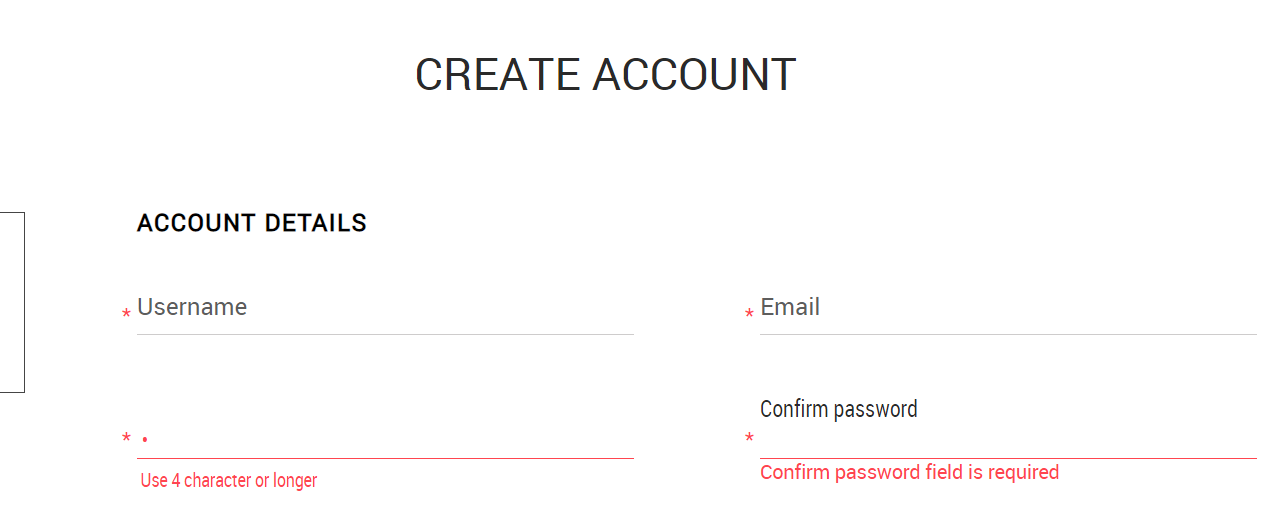 CREATE ACCOUNT
ACCOUNT DETAILS
* Username
* Email
Confirm password
* •
*
Use 4 character or longer
Confirm password field is required